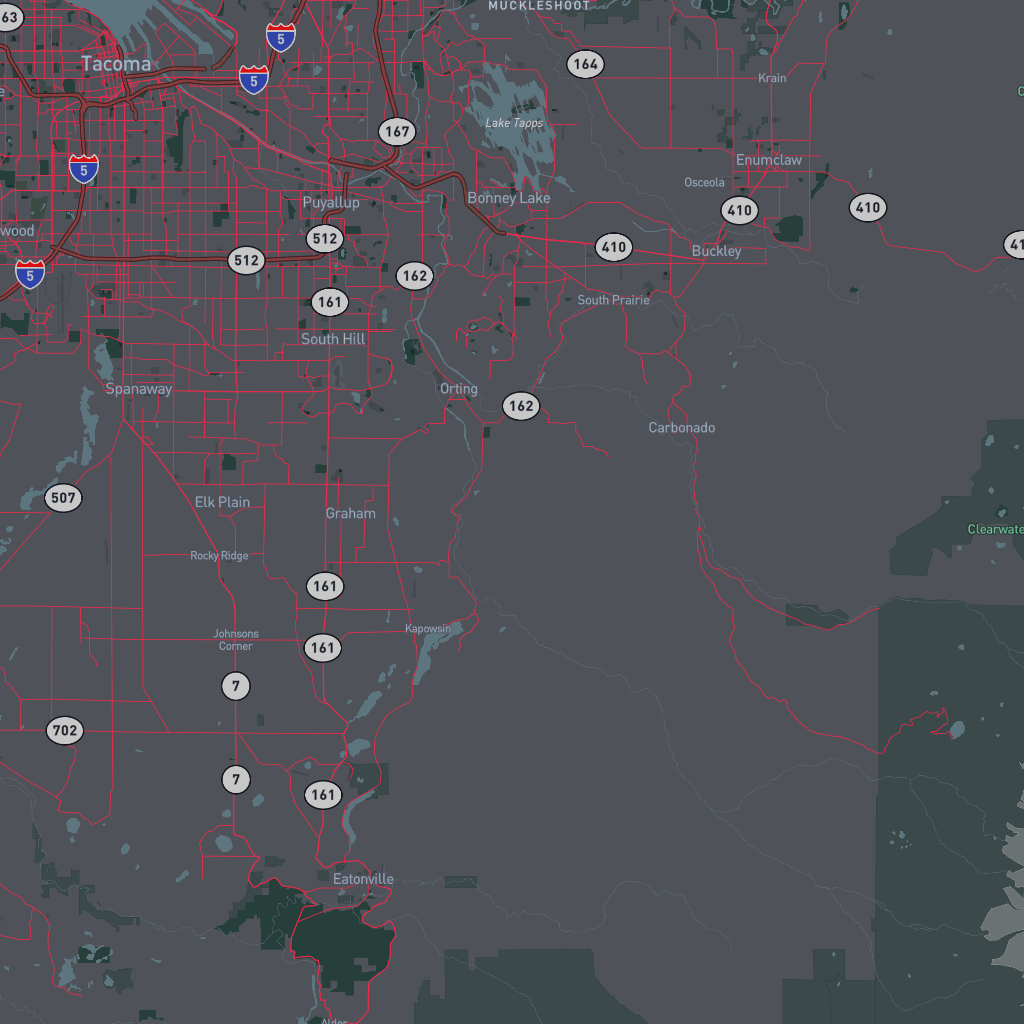 MUCKLESHOOT
63
5
Tacoma
164
5
Krain
Lake Tapps
167
Enumclaw
5
Osceola
Bonney Lake
Puyallup
410
410
wood
512
410
41
Buckley
512
5
162
161
South Prairie
South Hill
Spanaway
Orting
162
Carbonado
507
Elk Plain
Graham
Clearwate
Rocky Ridge
161
Kapowsin
Johnsons
Corner
161
7
702
7
161
Eatonville
Alder